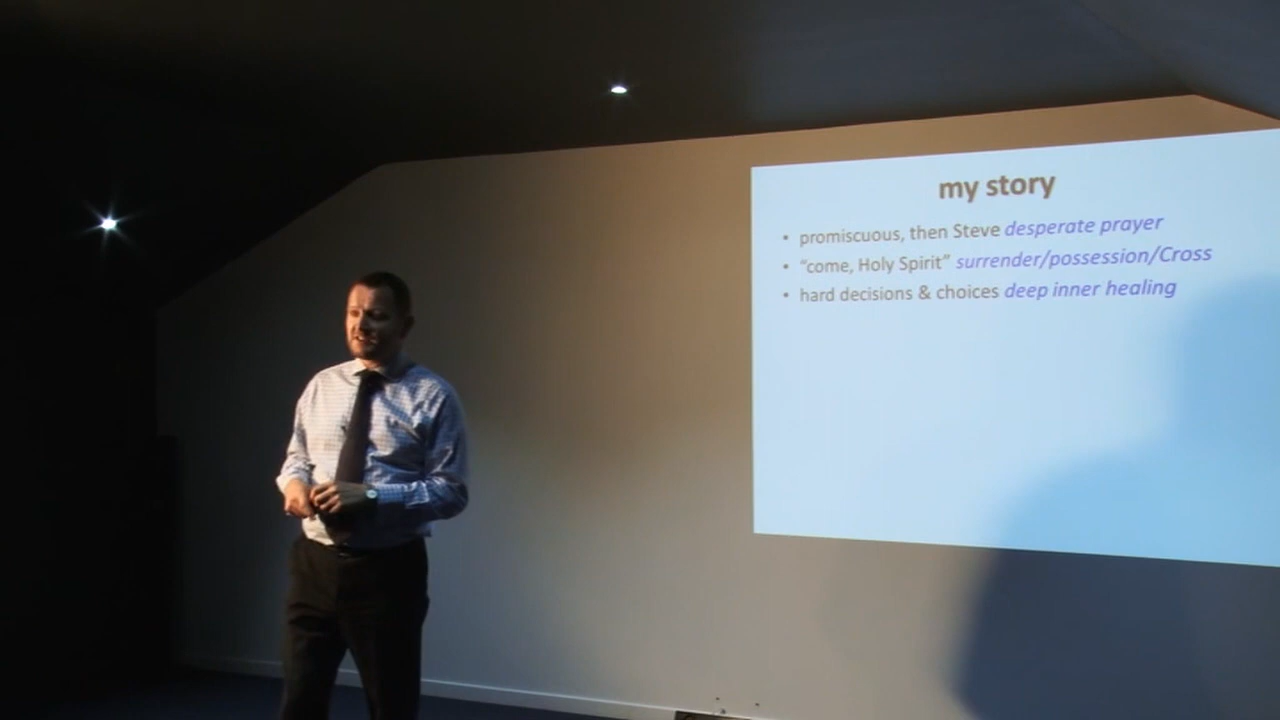 my story
• promiscuous, then Steve desperate prayer
• “come, Holy Spirit” surrender/possession/Cross
• hard decisions & choices deep inner healing